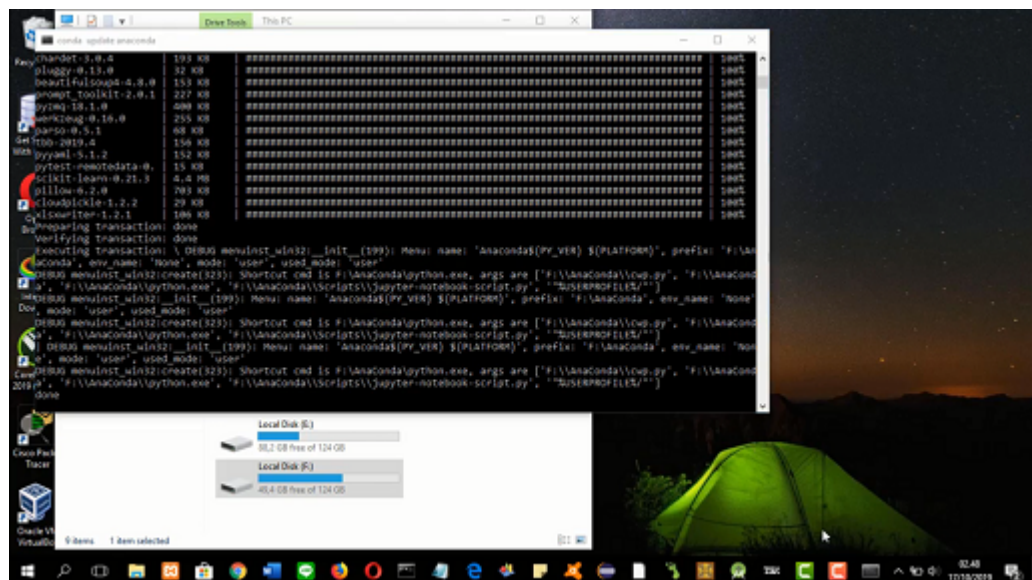 Drive Tools
This PC
conda update anaconda
chardet-3.0.4 | 193 KB | 100%
pluggy-0.13.0 | 32 KB | 100%
beautifulsoup4-4.8.0 | 153 KB | 100%
prompt_toolkit-2.0.1 | 227 KB | 100%
pyzmq-18.1.0 | 400 KB | 100%
werkzeug-0.16.0 | 255 KB | 100%
parso-0.5.1 | 68 KB | 100%
tbb-2019.4 | 156 KB | 100%
pyyaml-5.1.2 | 152 KB | 100%
pytest-remotedata-0. | 15 KB | 100%
scikit-learn-0.21.3 | 4.4 MB | 100%
pillow-6.2.0 | 703 KB | 100%
cloudpickle-1.2.2 | 29 KB | 100%
xlsxwriter-1.2.1 | 106 KB | 100%
Preparing transaction: done
Verifying transaction: done
Executing transaction: \ DEBUG menuinst_win32:__init__(199): Menu: name: 'Anaconda${PY_VER} ${PLATFORM}', prefix: 'F:\An
aconda', env_name: 'None', mode: 'user', used_mode: 'user'
DEBUG menuinst_win32:create(323): Shortcut cmd is F:\Anaconda\python.exe, args are ['F:\\Anaconda\\cwp.py', 'F:\\Anacond
a', 'F:\\Anaconda\\python.exe', 'F:\\Anaconda\\Scripts\\jupyter-notebook-script.py', '"%USERPROFILE%/"']
DEBUG menuinst_win32:__init__(199): Menu: name: 'Anaconda${PY_VER} ${PLATFORM}', prefix: 'F:\Anaconda', env_name: 'None'
, mode: 'user', used_mode: 'user'
DEBUG menuinst_win32:create(323): Shortcut cmd is F:\Anaconda\python.exe, args are ['F:\\Anaconda\\cwp.py', 'F:\\Anacond
a', 'F:\\Anaconda\\python.exe', 'F:\\Anaconda\\Scripts\\jupyter-notebook-script.py', '"%USERPROFILE%/"']
| DEBUG menuinst_win32:__init__(199): Menu: name: 'Anaconda${PY_VER} ${PLATFORM}', prefix: 'F:\Anaconda', env_name: 'Non
e', mode: 'user', used_mode: 'user'
DEBUG menuinst_win32:create(323): Shortcut cmd is F:\Anaconda\python.exe, args are ['F:\\Anaconda\\cwp.py', 'F:\\Anacond
a', 'F:\\Anaconda\\python.exe', 'F:\\Anaconda\\Scripts\\jupyter-notebook-script.py', '"%USERPROFILE%/"']
done
Local Disk (E:)
88,2 GB free of 124 GB
Local Disk (F:)
49,4 GB free of 124 GB
9 items
1 item selected
Cisco Pack
Tracer
Oracle VM
VirtualBo
02.48
17/10/2019